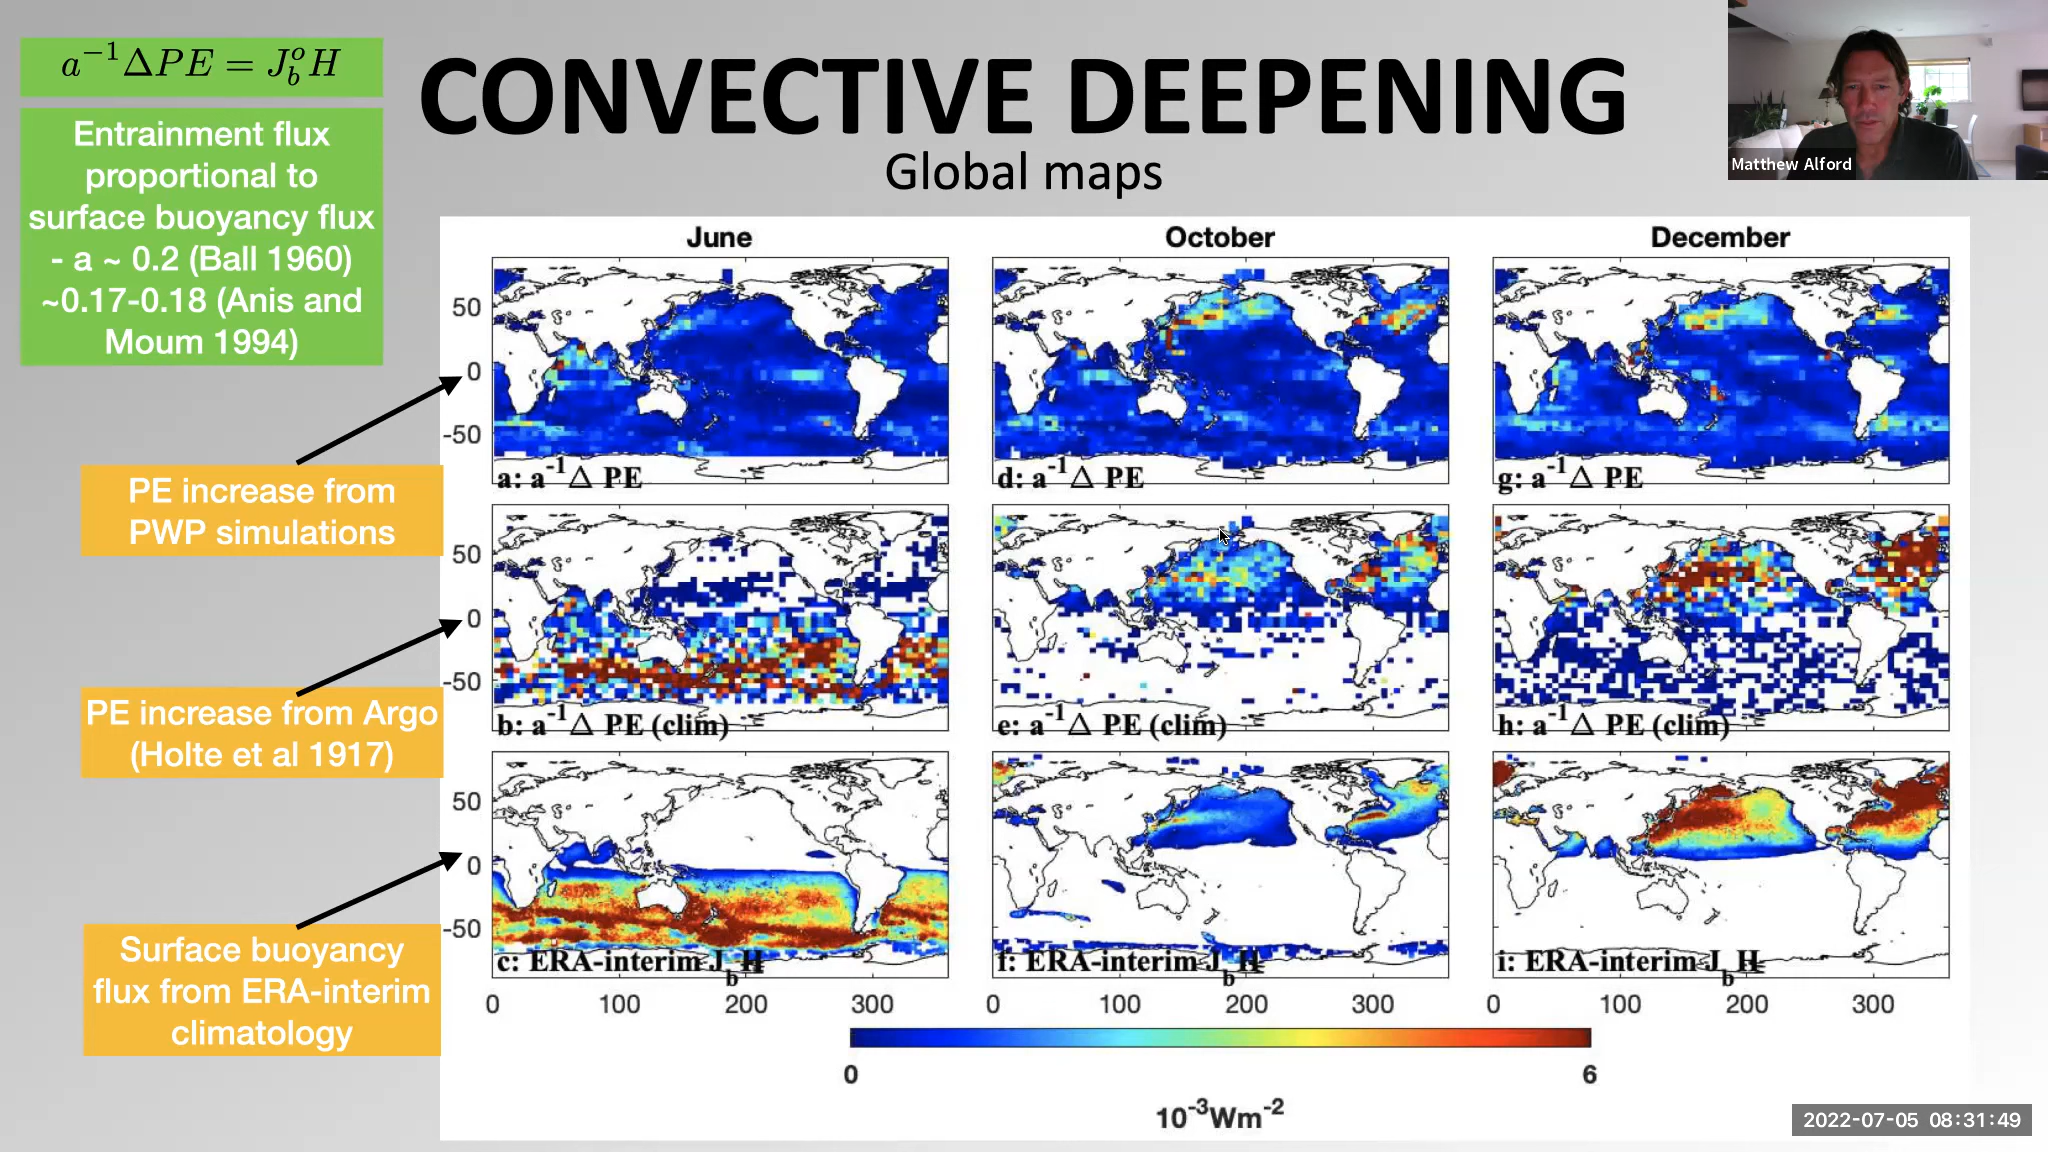 a⁻¹ΔPE = J_b^o H
CONVECTIVE DEEPENING
Global maps
Matthew Alford
Entrainment flux
proportional to
surface buoyancy flux
- a ~ 0.2 (Ball 1960)
~0.17-0.18 (Anis and
Moum 1994)
PE increase from
PWP simulations
PE increase from Argo
(Holte et al 1917)
Surface buoyancy
flux from ERA-interim
climatology
June
October
December
50
0
-50
a: a⁻¹ △ PE
d: a⁻¹ △ PE
g: a⁻¹ △ PE
50
0
-50
b: a⁻¹ △ PE (clim)
e: a⁻¹ △ PE (clim)
h: a⁻¹ △ PE (clim)
50
0
-50
c: ERA-interim J_b H
f: ERA-interim J_b H
i: ERA-interim J_b H
0 100 200 300
0 100 200 300
0 100 200 300
0 6
10⁻³Wm⁻²
2022-07-05 08:31:49